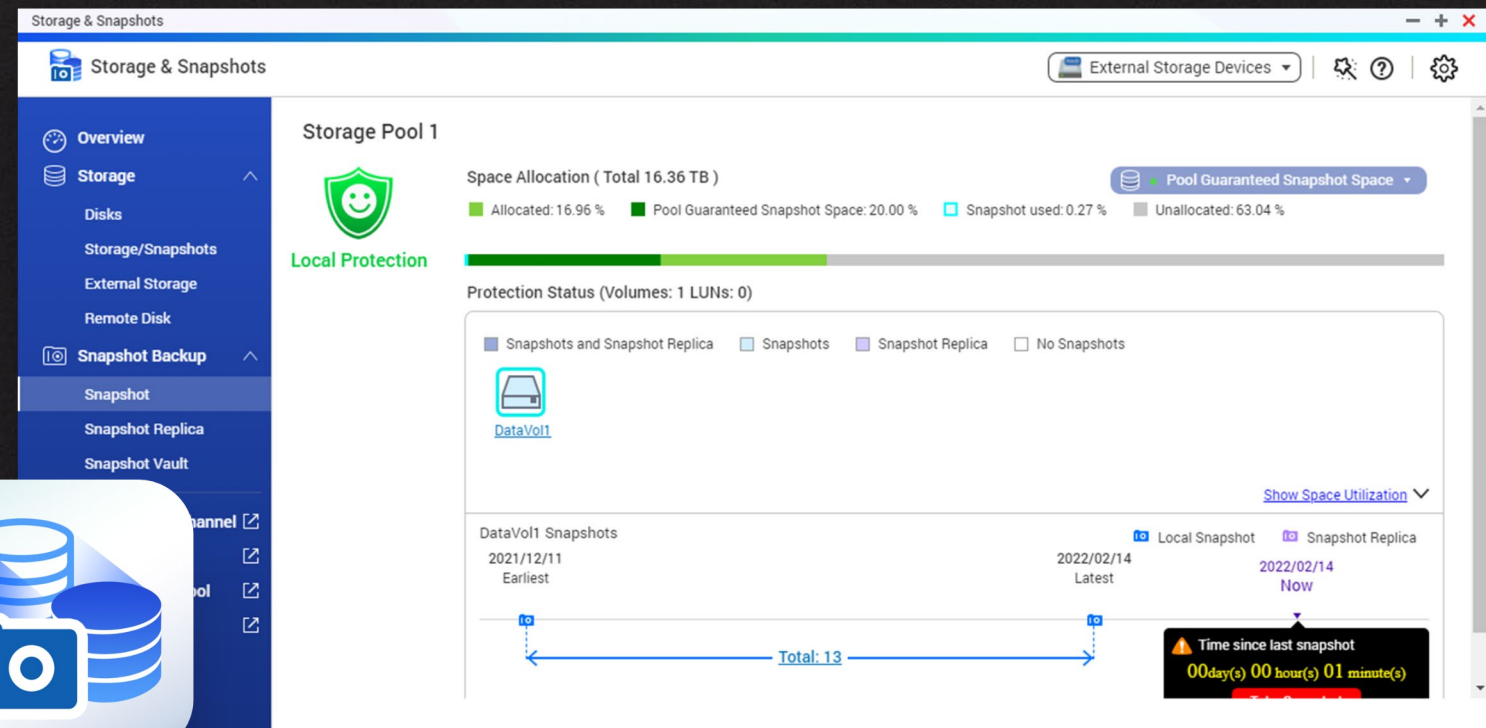 Storage & Snapshots
Storage & Snapshots
External Storage Devices
Overview
Storage
Disks
Storage/Snapshots
External Storage
Remote Disk
Snapshot Backup
Snapshot
Snapshot Replica
Snapshot Vault
Storage Pool 1
Local Protection
Space Allocation ( Total 16.36 TB )
Pool Guaranteed Snapshot Space
Allocated: 16.96 % Pool Guaranteed Snapshot Space: 20.00 % Snapshot used: 0.27 % Unallocated: 63.04 %
Protection Status (Volumes: 1 LUNs: 0)
Snapshots and Snapshot Replica Snapshots Snapshot Replica No Snapshots
DataVol1
Show Space Utilization
DataVol1 Snapshots
Local Snapshot Snapshot Replica
2021/12/11
Earliest
2022/02/14
Latest
2022/02/14
Now
Total: 13
Time since last snapshot
00day(s) 00 hour(s) 01 minute(s)